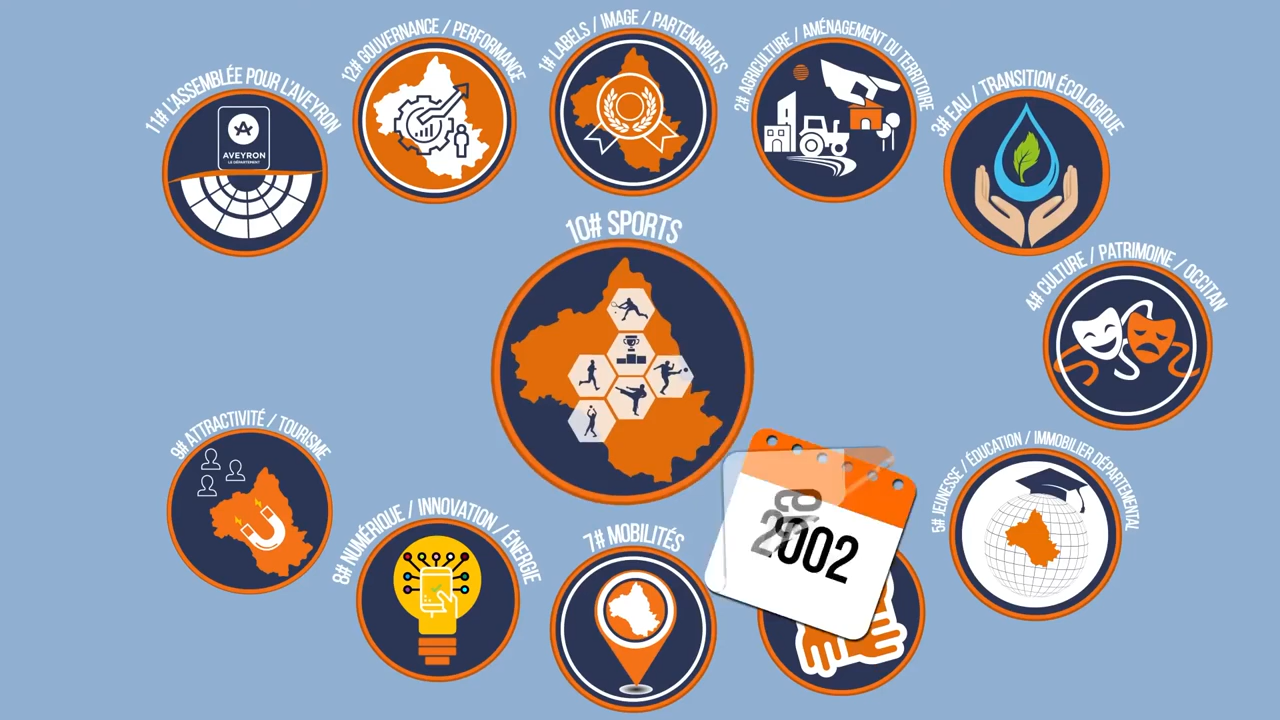 11# L'ASSEMBLÉE POUR L'AVEYRON
12# GOUVERNANCE / PERFORMANCE
1# LABELS / IMAGE / PARTENARIATS
2# AGRICULTURE / AMÉNAGEMENT DU TERRITOIRE
3# EAU / TRANSITION ÉCOLOGIQUE
AVEYRON
LE DÉPARTEMENT
10# SPORTS
4# CULTURE / PATRIMOINE / OCCITAN
9# ATTRACTIVITÉ / TOURISME
8# NUMÉRIQUE / INNOVATION / ÉNERGIE
7# MOBILITÉS
2002
5# JEUNESSE / ÉDUCATION / IMMOBILIER DÉPARTEMENTAL